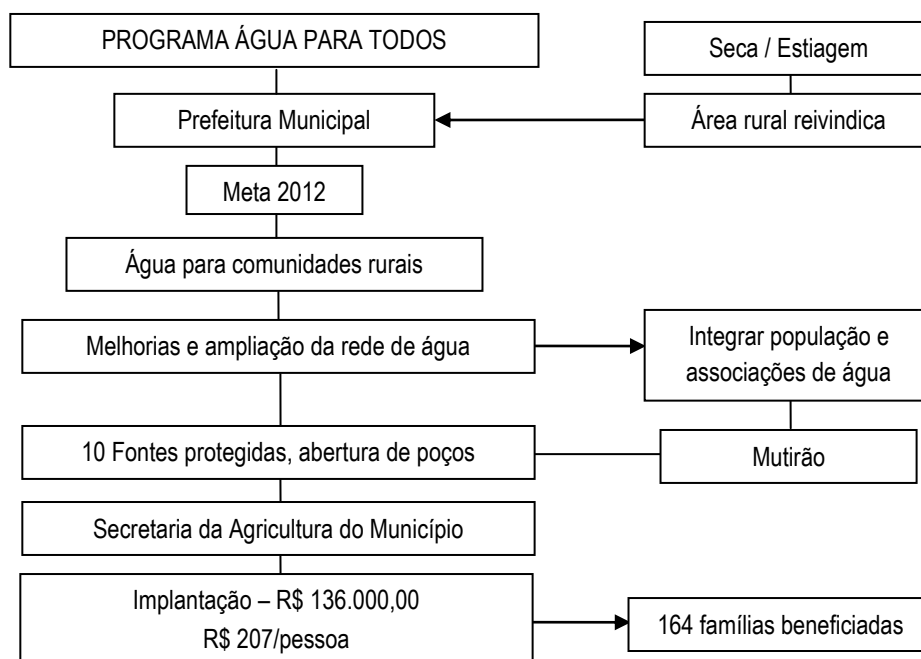 PROGRAMA ÁGUA PARA TODOS
Seca / Estiagem
Prefeitura Municipal
Área rural reivindica
Meta 2012
Água para comunidades rurais
Melhorias e ampliação da rede de água
Integrar população e
associações de água
10 Fontes protegidas, abertura de poços
Mutirão
Secretaria da Agricultura do Município
Implantação – R$ 136.000,00
R$ 207/pessoa
164 famílias beneficiadas